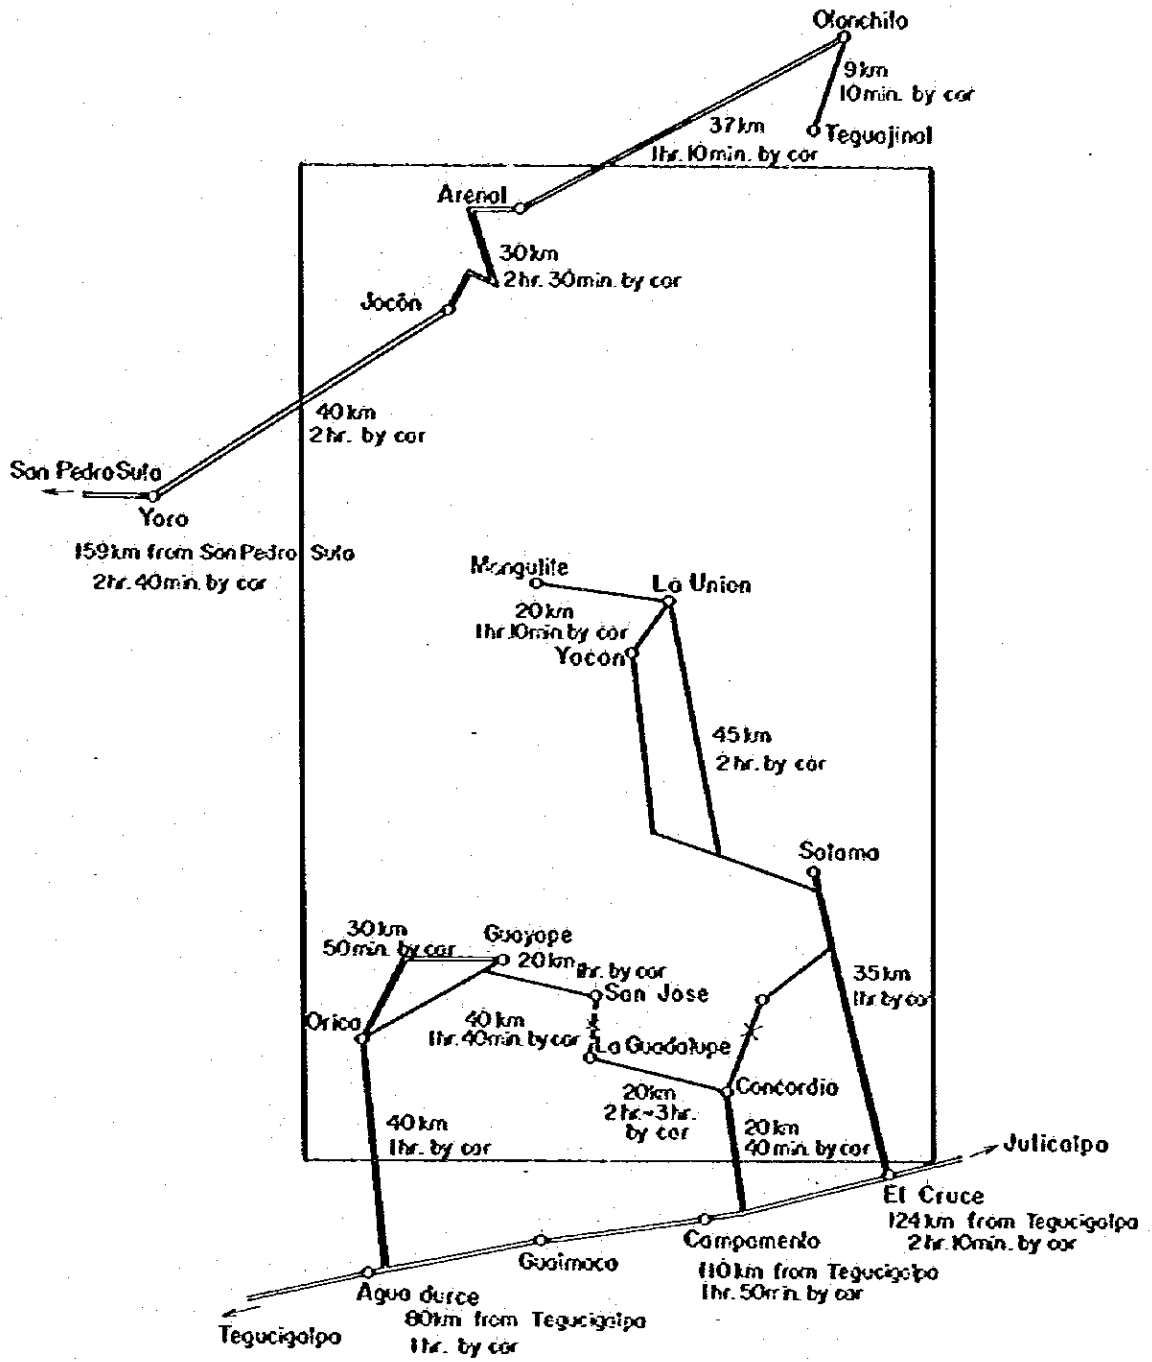 Olonchito
9km
10min. by car
Teguajinal
37km
1hr. 10min. by car
Arenal
30km
2hr. 30min. by car
Jocón
40km
2hr. by car
San Pedro Sula
Yoro
159km from San Pedro Sula
2hr. 40min. by car
Mangulite
La Union
20km
1hr. 10min. by car
Yocon
45km
2hr. by car
Salama
30km
50min. by car
Guayape
20km
1hr. by car
San Jose
35km
1hr by car
Orica
40km
1hr. 40min. by car
La Guadalupe
Concordia
20km
2hr.~3hr.
by car
40km
1hr. by car
20km
40min. by car
Julicalpa
El Cruce
124km from Tegucigalpa
2hr. 10min. by car
Campamento
110km from Tegucigalpa
1hr. 50min. by car
Guaimaca
Agua durce
80km from Tegucigalpa
1hr. by car
Tegucigalpa